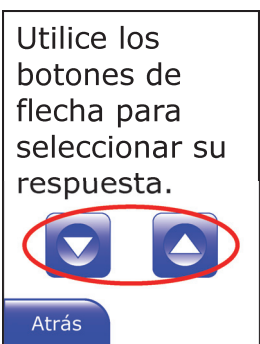 Utilice los
botones de
flecha para
seleccionar su
respuesta.
Atrás